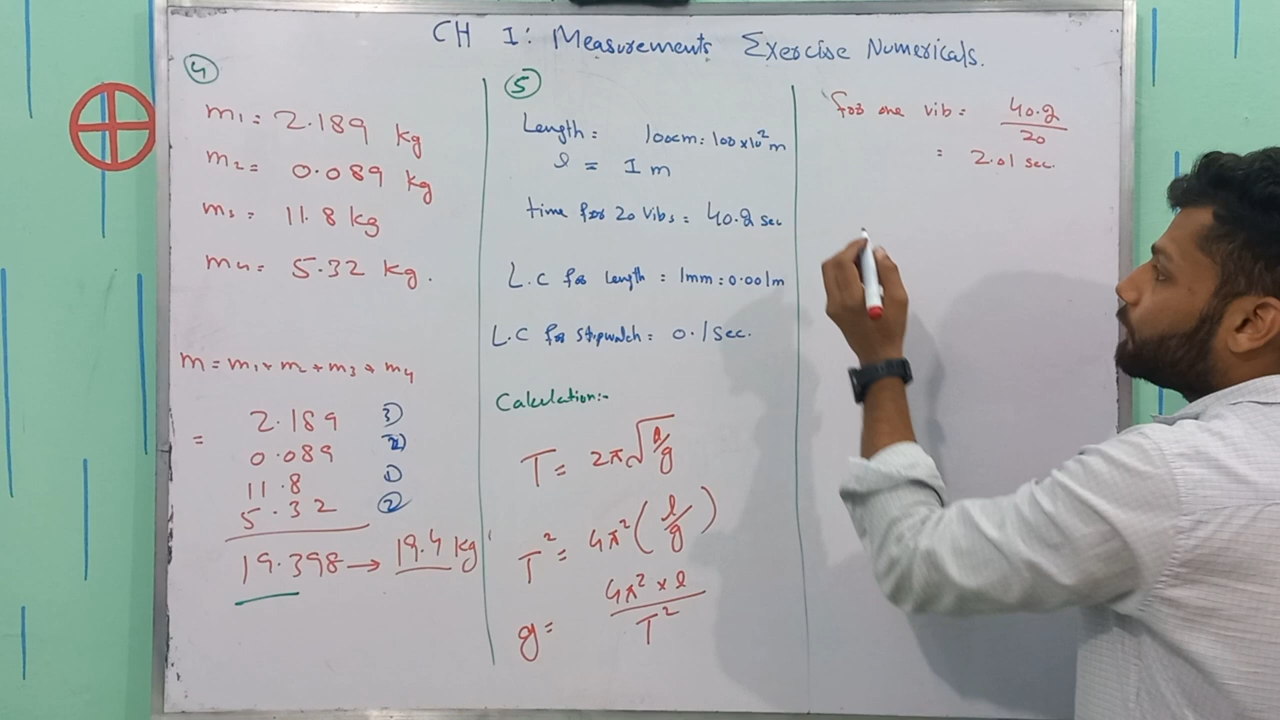 CH 1: Measurements Exercise Numericals.
4
m1 = 2.189 kg
m2 = 0.089 kg
m3 = 11.8 kg
m4 = 5.32 kg.
m = m1 + m2 + m3 + m4
= 2.189 3)
0.089 2)
11.8 1)
5.32 2
19.398 → 19.4 kg
5
Length = 100cm = 100x10^-2 m
l = 1m
time for 20 vibs = 40.2 sec
L.C for length = 1mm = 0.001m
L.C for stopwatch = 0.1 sec.
Calculation:-
T = 2π√l/g
T² = 4π² (l/g)
g = 4π² x l / T²
for one vib = 40.2 / 20
= 2.01 sec.